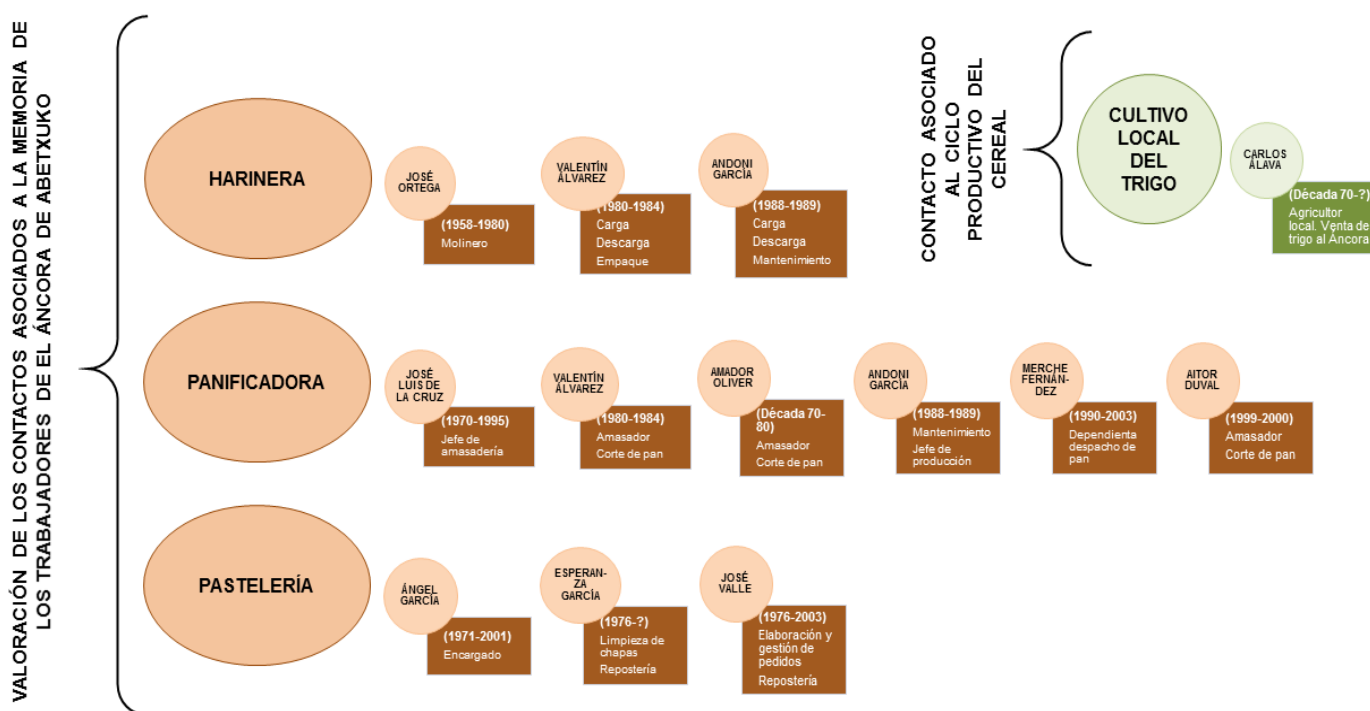 VALORACIÓN DE LOS CONTACTOS ASOCIADOS A LA MEMORIA DE
LOS TRABAJADORES DE EL ÁNCORA DE ABETXUKO
HARINERA
JOSÉ
ORTEGA
(1958-1980)
Molinero
VALENTÍN
ÁLVAREZ
(1980-1984)
Carga
Descarga
Empaque
ANDONI
GARCÍA
(1988-1989)
Carga
Descarga
Mantenimiento
CONTACTO ASOCIADO
AL CICLO
PRODUCTIVO DEL
CEREAL
CULTIVO
LOCAL
DEL
TRIGO
CARLOS
ÁLAVA
(Década 70-?)
Agricultor
local. Venta de
trigo al Áncora
PANIFICADORA
JOSÉ
LUIS DE
LA CRUZ
(1970-1995)
Jefe de
amasadería
VALENTÍN
ÁLVAREZ
(1980-1984)
Amasador
Corte de pan
AMADOR
OLIVER
(Década 70-
80)
Amasador
Corte de pan
ANDONI
GARCÍA
(1988-1989)
Mantenimiento
Jefe de
producción
MERCHE
FERNÁN-
DEZ
(1990-2003)
Dependienta
despacho de
pan
AITOR
DUVAL
(1999-2000)
Amasador
Corte de pan
PASTELERÍA
ÁNGEL
GARCÍA
(1971-2001)
Encargado
ESPERAN-
ZA
GARCÍA
(1976-?)
Limpieza de
chapas
Repostería
JOSÉ
VALLE
(1976-2003)
Elaboración y
gestión de
pedidos
Repostería